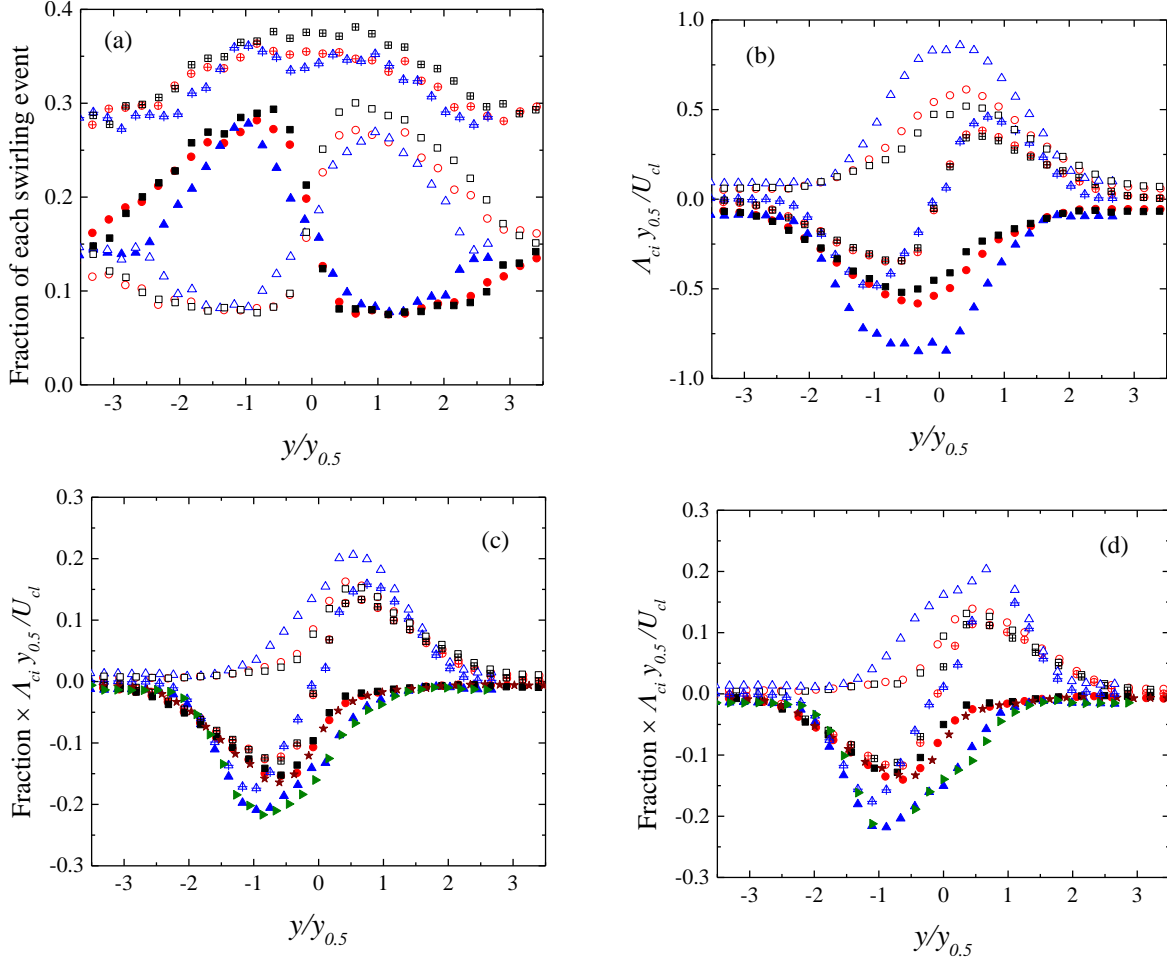 (a)
Fraction of each swirling event
0.4
0.3
0.2
0.1
0.0
-3 -2 -1 0 1 2 3
y/y0.5
(b)
Λci y0.5 /Ucl
1.0
0.5
0.0
-0.5
-1.0
-3 -2 -1 0 1 2 3
y/y0.5
(c)
Fraction × Λci y0.5 /Ucl
0.3
0.2
0.1
0.0
-0.1
-0.2
-0.3
-3 -2 -1 0 1 2 3
y/y0.5
(d)
Fraction × Λci y0.5 /Ucl
0.3
0.2
0.1
0.0
-0.1
-0.2
-0.3
-3 -2 -1 0 1 2 3
y/y0.5